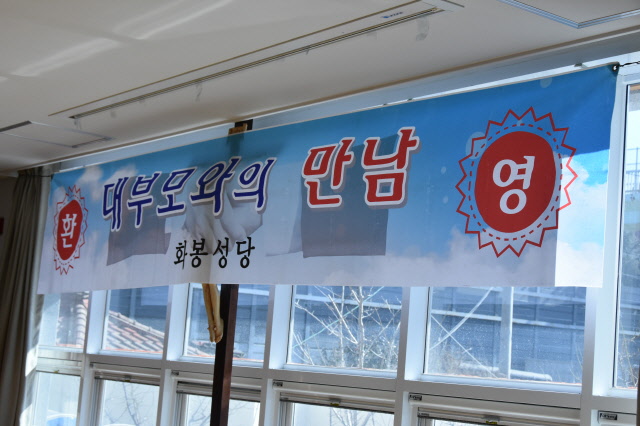 환 대부모와의 만남 영
화봉성당